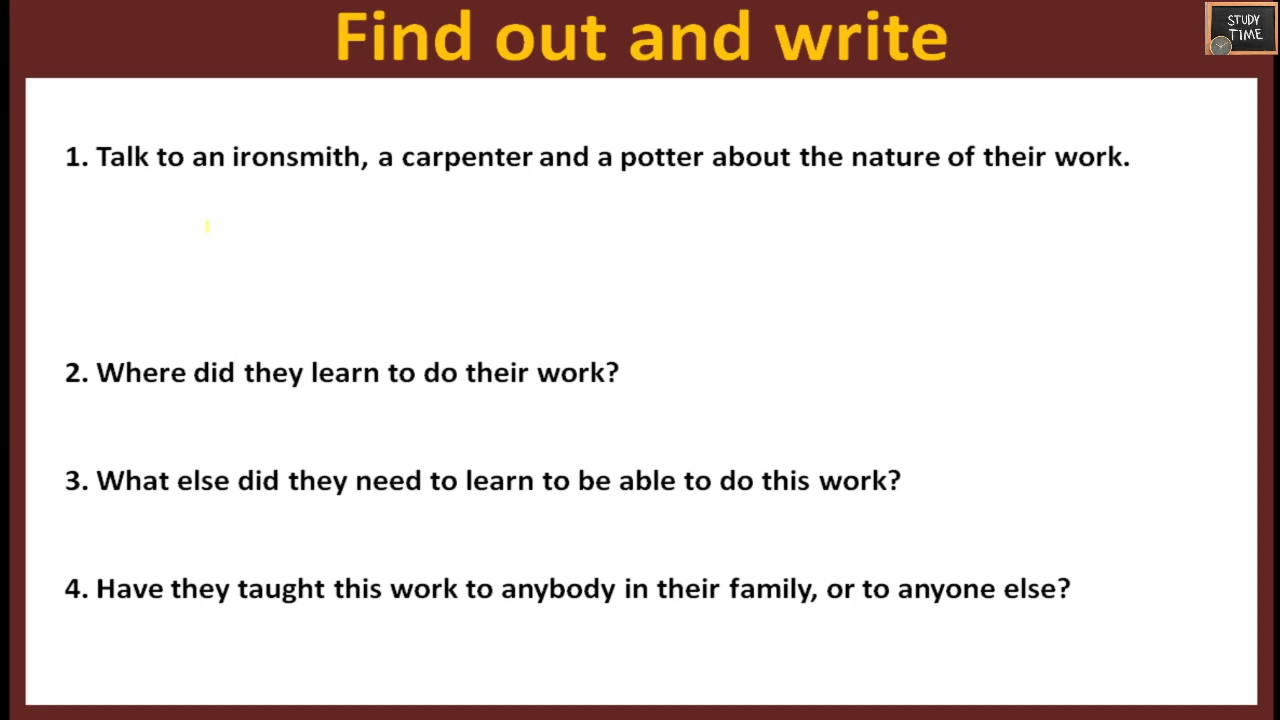 Find out and write
STUDY
TIME
1. Talk to an ironsmith, a carpenter and a potter about the nature of their work.
2. Where did they learn to do their work?
3. What else did they need to learn to be able to do this work?
4. Have they taught this work to anybody in their family, or to anyone else?